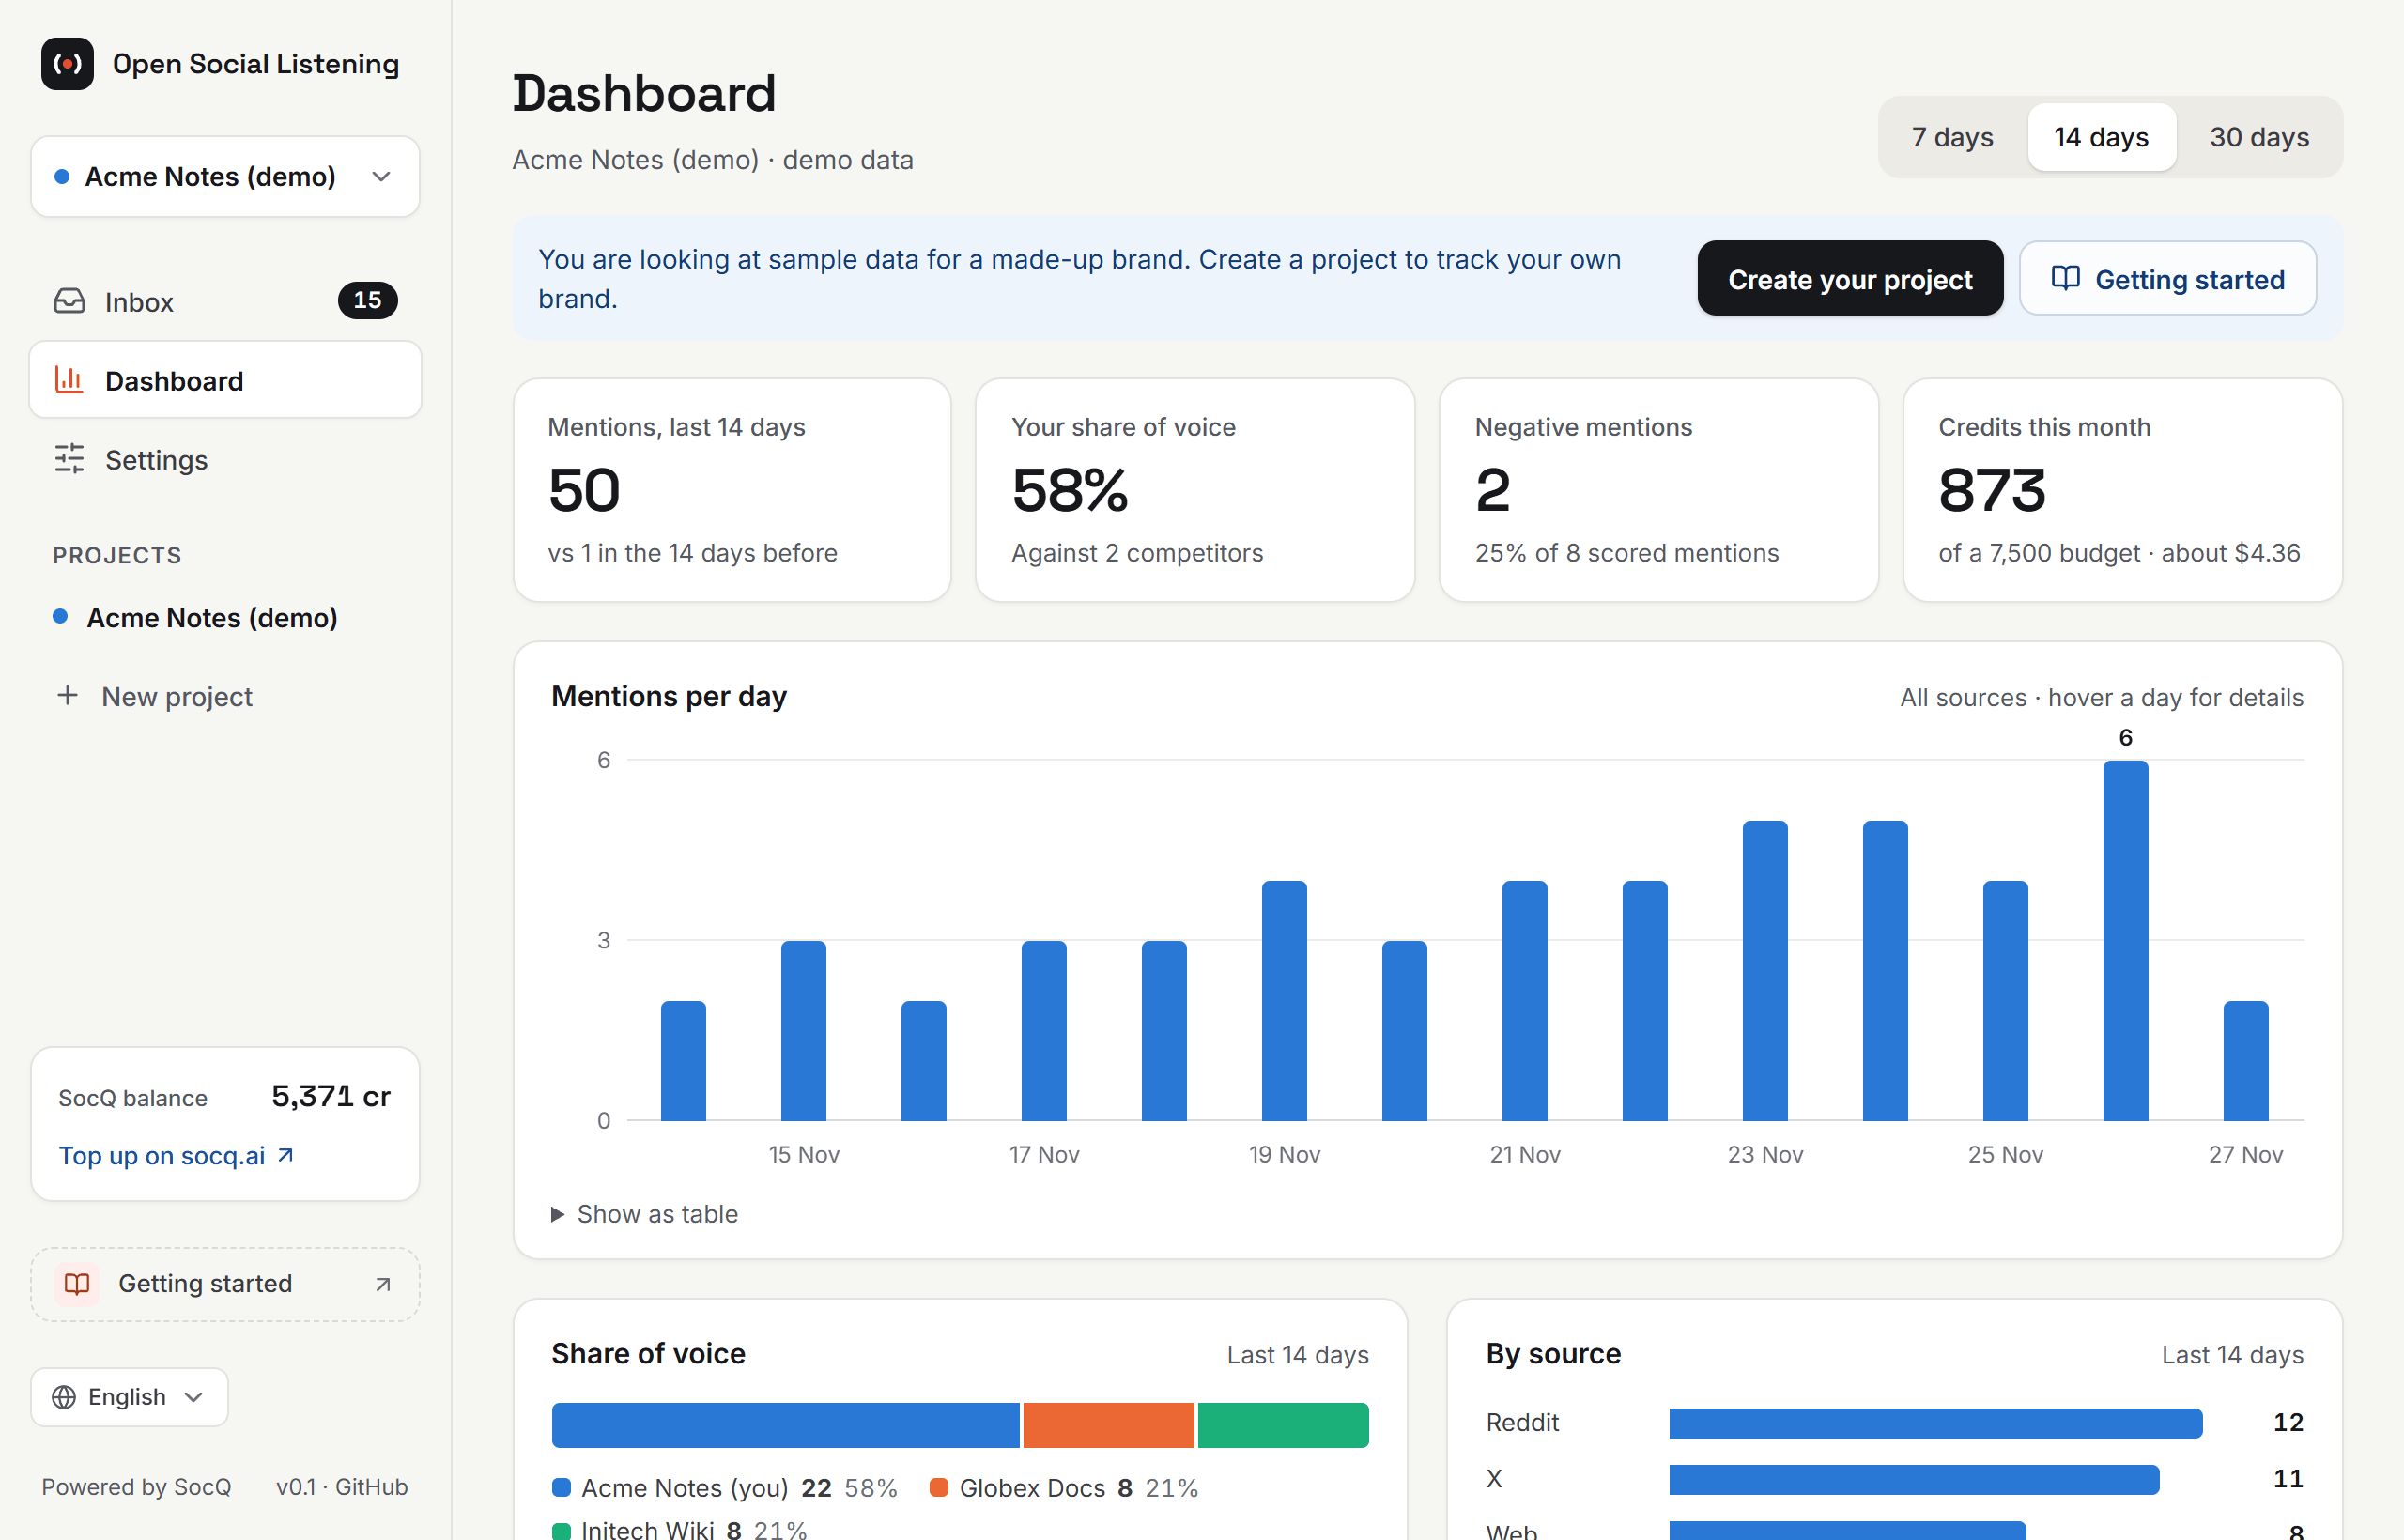 Open Social Listening
Acme Notes (demo)
Inbox 15
Dashboard
Settings
PROJECTS
Acme Notes (demo)
New project
SocQ balance 5,371 cr
Top up on socq.ai
Getting started
English
Powered by SocQ v0.1 · GitHub
Dashboard
Acme Notes (demo) · demo data
7 days 14 days 30 days
You are looking at sample data for a made-up brand. Create a project to track your own
brand.
Create your project
Getting started
Mentions, last 14 days
50
vs 1 in the 14 days before
Your share of voice
58%
Against 2 competitors
Negative mentions
2
25% of 8 scored mentions
Credits this month
873
of a 7,500 budget · about $4.36
Mentions per day
All sources · hover a day for details
6
6
3
0
15 Nov 17 Nov 19 Nov 21 Nov 23 Nov 25 Nov 27 Nov
Show as table
Share of voice
Last 14 days
Acme Notes (you) 22 58% Globex Docs 8 21%
Initech Wiki 8 21%
By source
Last 14 days
Reddit 12
X 11
Web 8